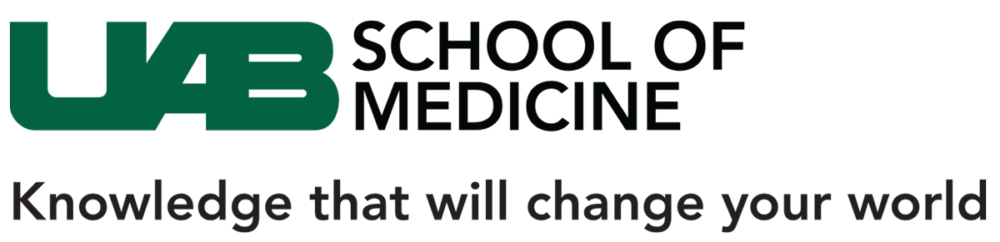 UAB SCHOOL OF
MEDICINE
Knowledge that will change your world